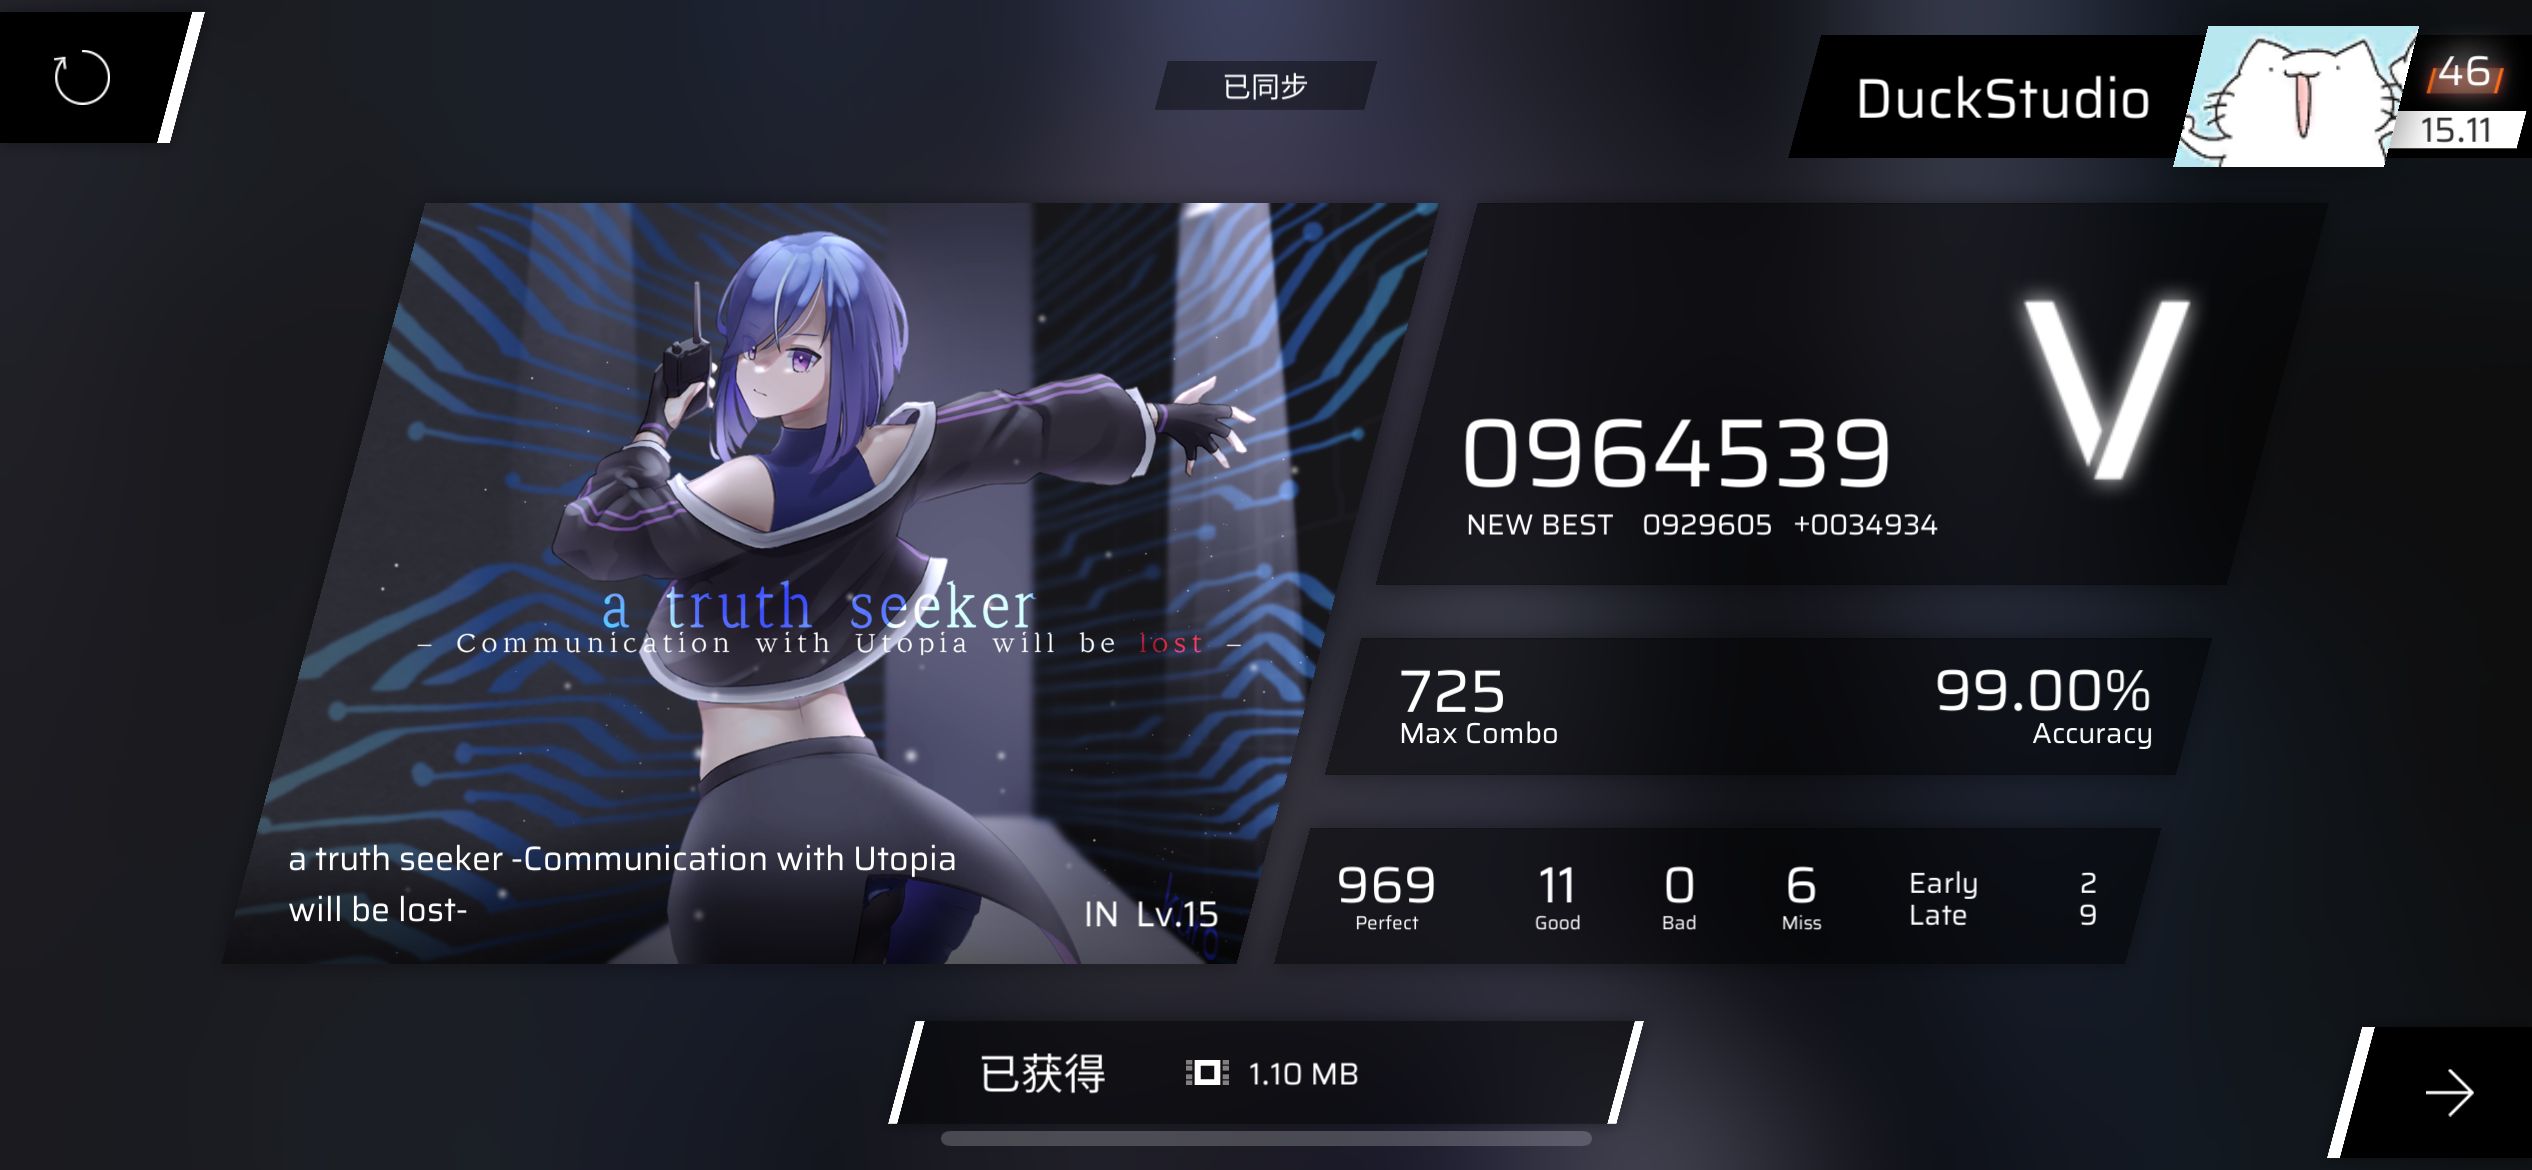 已同步
DuckStudio
46
15.11
a truth seeker
– Communication with Utopia will be lost –
a truth seeker -Communication with Utopia
will be lost-
IN Lv.15
V
0964539
NEW BEST 0929605 +0034934
725
Max Combo
99.00%
Accuracy
969
Perfect
11
Good
0
Bad
6
Miss
Early 2
Late 9
已获得 1.10 MB